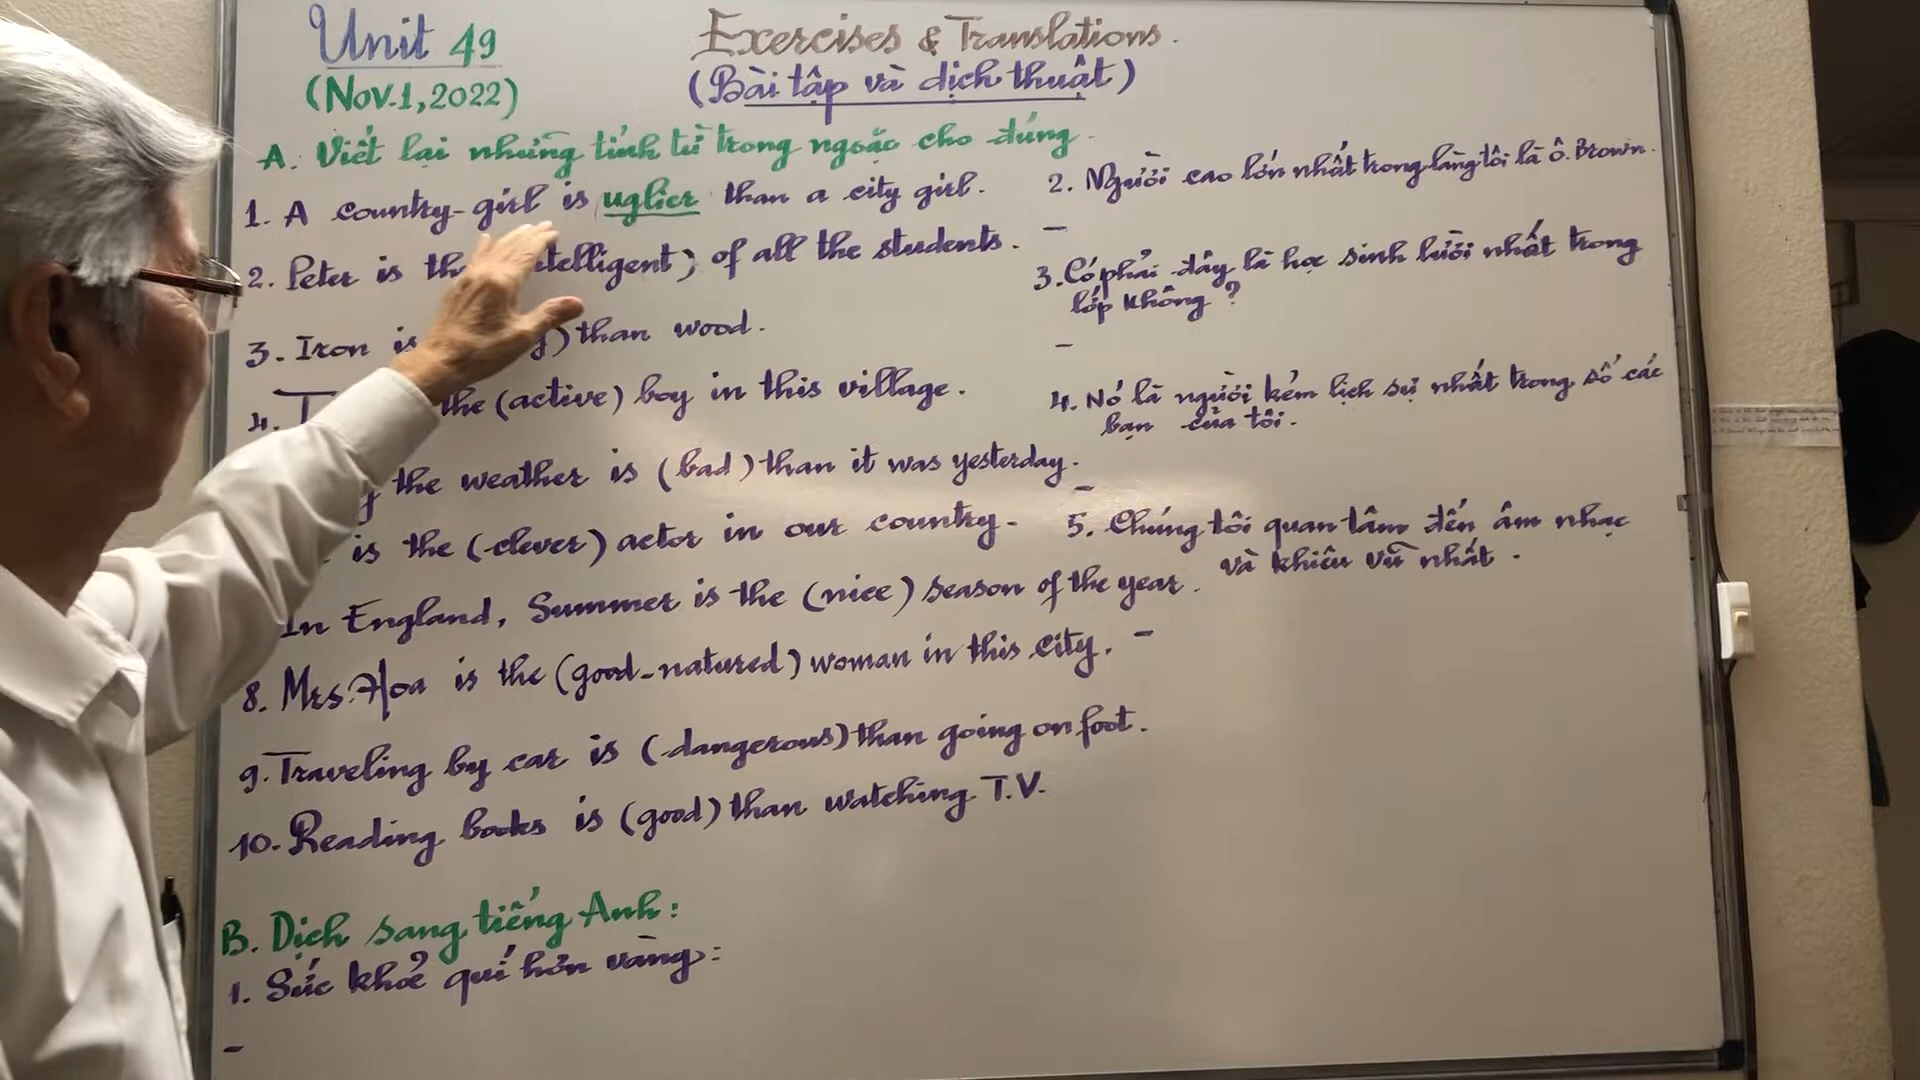 Unit 49
(Nov.1,2022)
Exercises & Translations.
(Bài tập và dịch thuật)
A. Viết lại những tính từ trong ngoặc cho đúng.
1. A country-girl is uglier than a city girl.
2. Peter is the intelligent) of all the students.
3. Iron is ) than wood.
4. the (active) boy in this village.
the weather is (bad) than it was yesterday.
is the (clever) actor in our country.
In England, Summer is the (nice) season of the year.
8. Mrs. Hoa is the (good-natured) woman in this city.
9. Traveling by car is (dangerous) than going on foot.
10. Reading books is (good) than watching T.V.
B. Dịch sang tiếng Anh:
1. Sức khoẻ quí hơn vàng:
-
2. Người cao lớn nhất trong làng tôi là ô. Brown.
-
3. Có phải đây là học sinh lười nhất trong
lớp không?
-
4. Nó là người kém lịch sự nhất trong số các
bạn của tôi.
-
5. Chúng tôi quan tâm đến âm nhạc
và khiêu vũ nhất.
-